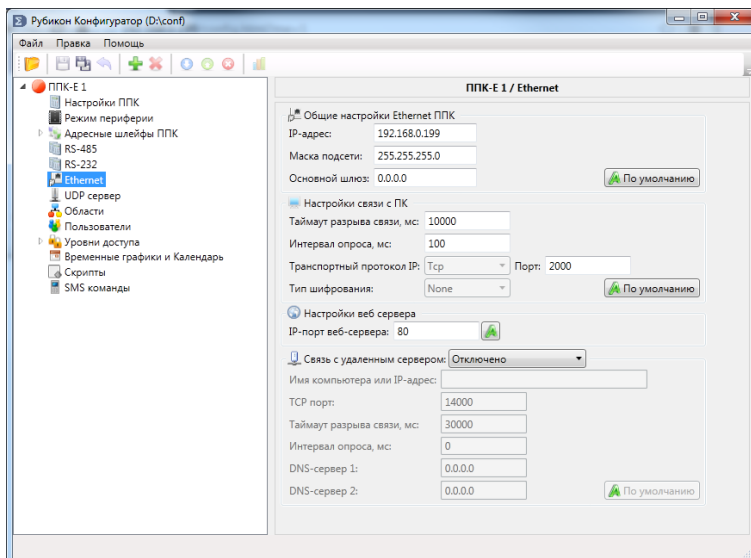 Рубикон Конфигуратор (D:\conf)
Файл Правка Помощь
ППК-Е 1
Настройки ППК
Режим периферии
Адресные шлейфы ППК
RS-485
RS-232
Ethernet
UDP сервер
Области
Пользователи
Уровни доступа
Временные графики и Календарь
Скрипты
SMS команды
ППК-Е 1 / Ethernet
Общие настройки Ethernet ППК
IP-адрес: 192.168.0.199
Маска подсети: 255.255.255.0
Основной шлюз: 0.0.0.0 По умолчанию
Настройки связи с ПК
Таймаут разрыва связи, мс: 10000
Интервал опроса, мс: 100
Транспортный протокол IP: Tcp Порт: 2000
Тип шифрования: None По умолчанию
Настройки веб сервера
IP-порт веб-сервера: 80
Связь с удаленным сервером: Отключено
Имя компьютера или IP-адрес:
TCP порт: 14000
Таймаут разрыва связи, мс: 30000
Интервал опроса, мс: 0
DNS-сервер 1: 0.0.0.0
DNS-сервер 2: 0.0.0.0 По умолчанию